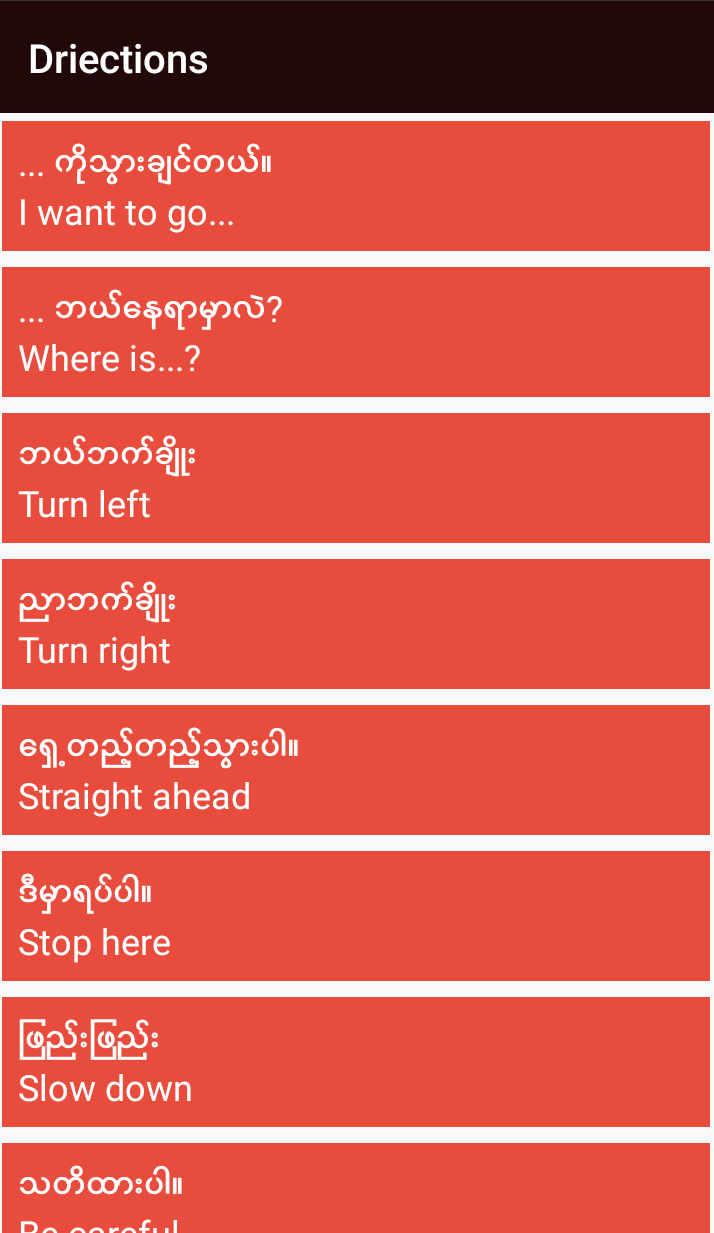 Driections
... ကိုသွားချင်တယ်။
I want to go...
... ဘယ်နေရာမှာလဲ?
Where is...?
ဘယ်ဘက်ချိုး
Turn left
ညာဘက်ချိုး
Turn right
ရှေ့တည့်တည့်သွားပါ။
Straight ahead
ဒီမှာရပ်ပါ။
Stop here
ဖြည်းဖြည်း
Slow down
သတိထားပါ။
Be careful